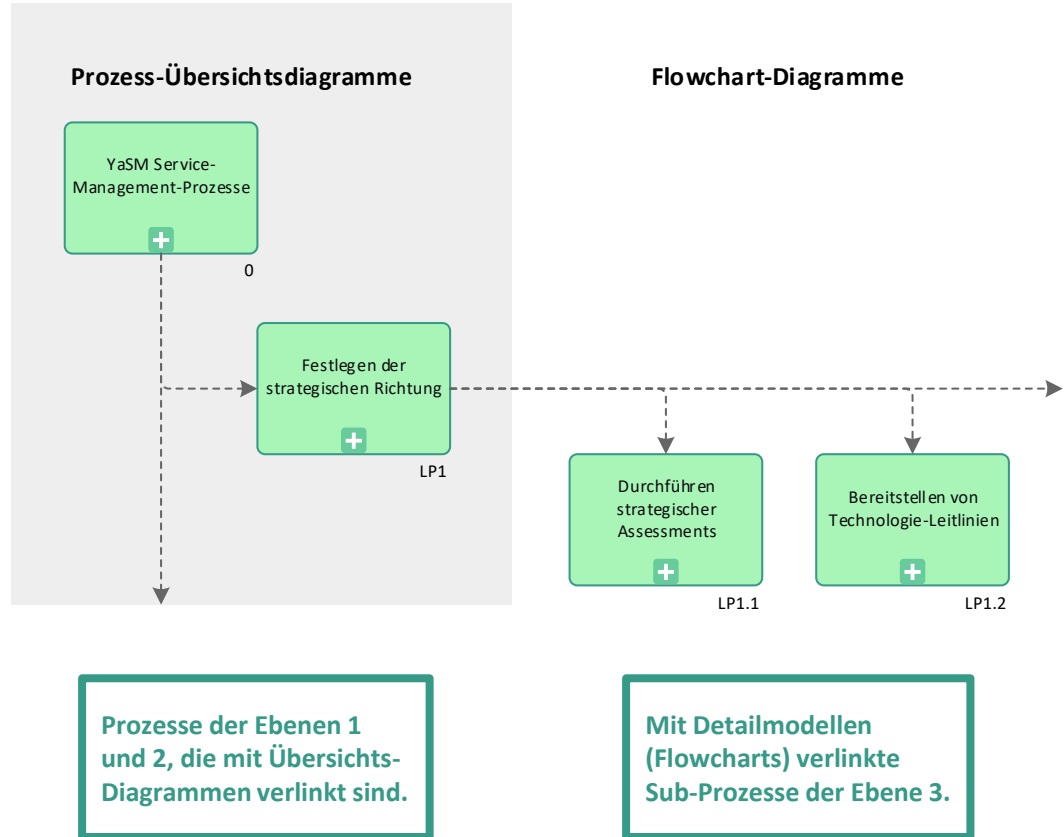 Prozess-Übersichtsdiagramme
Flowchart-Diagramme
YaSM Service-
Management-Prozesse
0
Festlegen der
strategischen Richtung
LP1
Durchführen
strategischer
Assessments
LP1.1
Bereitstellen von
Technologie-Leitlinien
LP1.2
Prozesse der Ebenen 1
und 2, die mit Übersichts-
Diagrammen verlinkt sind.
Mit Detailmodellen
(Flowcharts) verlinkte
Sub-Prozesse der Ebene 3.